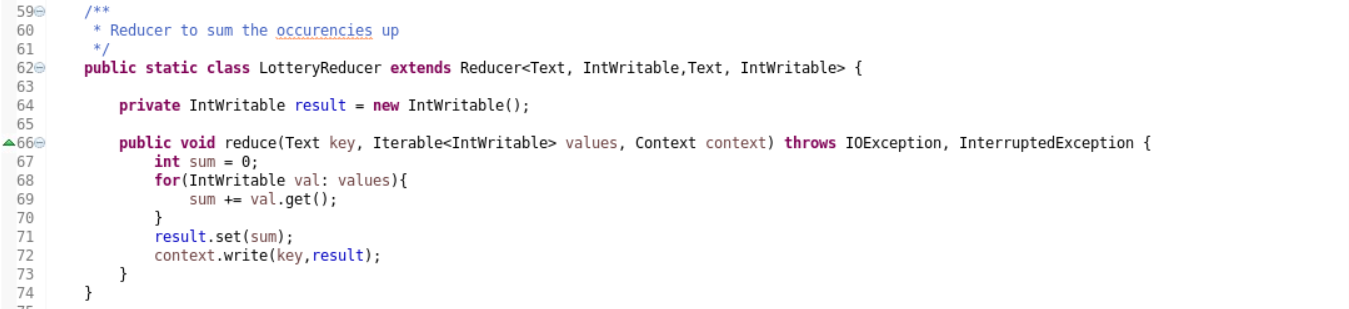 59 /**
60 * Reducer to sum the occurencies up
61 */
62 public static class LotteryReducer extends Reducer<Text, IntWritable,Text, IntWritable> {
63
64 private IntWritable result = new IntWritable();
65
66 public void reduce(Text key, Iterable<IntWritable> values, Context context) throws IOException, InterruptedException {
67 int sum = 0;
68 for(IntWritable val: values){
69 sum += val.get();
70 }
71 result.set(sum);
72 context.write(key,result);
73 }
74 }